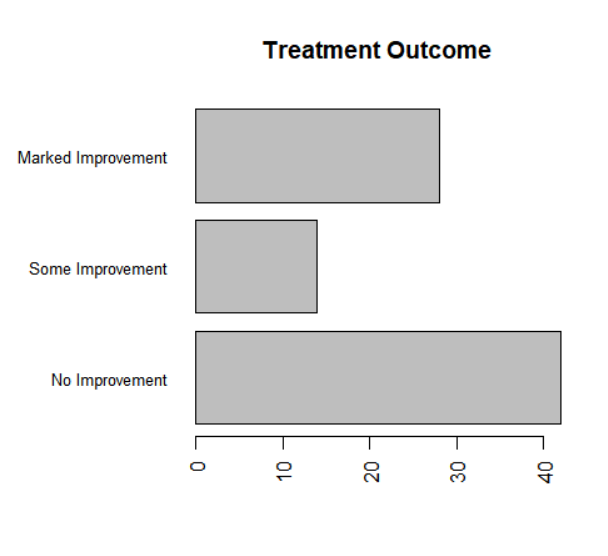 Treatment Outcome
Marked Improvement
Some Improvement
No Improvement
0
10
20
30
40